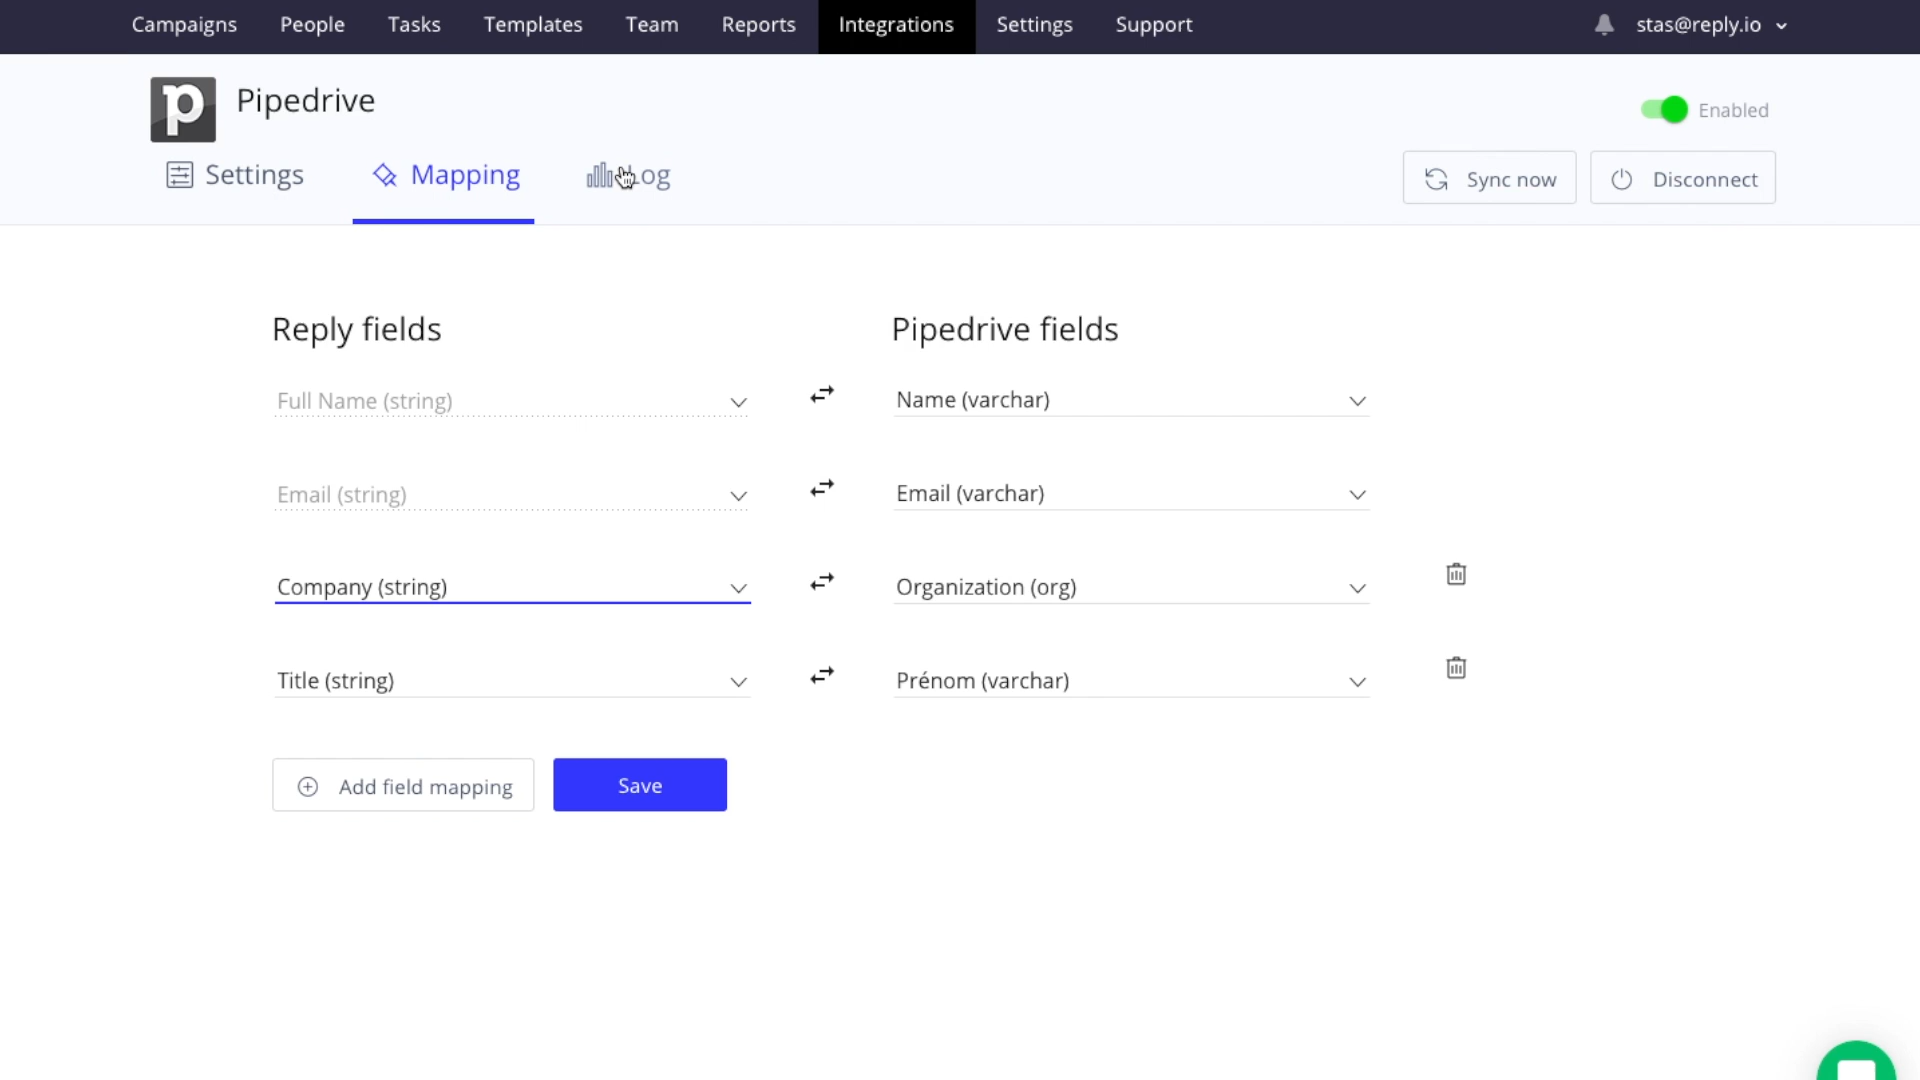 Campaigns People Tasks Templates Team Reports Integrations Settings Support stas@reply.io
p Pipedrive
Enabled
Settings Mapping Log
Sync now Disconnect
Reply fields Pipedrive fields
Full Name (string) Name (varchar)
Email (string) Email (varchar)
Company (string) Organization (org)
Title (string) Prénom (varchar)
Add field mapping Save